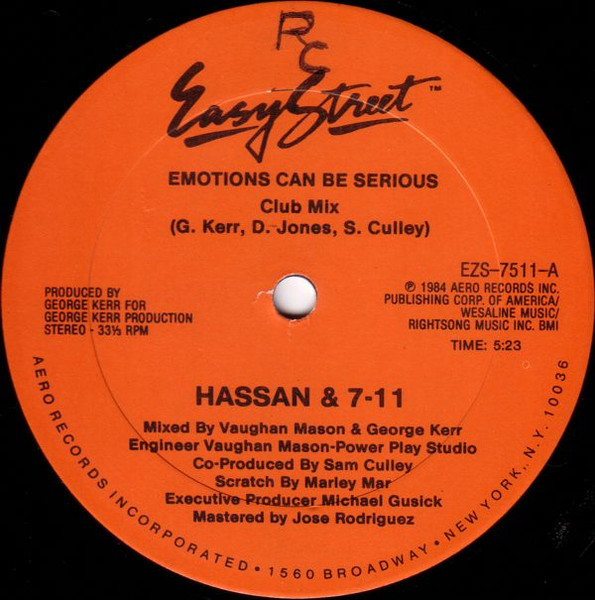 R C
Easy Street ™
EMOTIONS CAN BE SERIOUS
Club Mix
(G. Kerr, D. Jones, S. Culley)
PRODUCED BY
GEORGE KERR FOR
GEORGE KERR PRODUCTION
STEREO - 33⅓ RPM
EZS-7511-A
℗ 1984 AERO RECORDS INC.
PUBLISHING CORP. OF AMERICA/
WESALINE MUSIC/
RIGHTSONG MUSIC INC. BMI
TIME: 5:23
HASSAN & 7-11
Mixed By Vaughan Mason & George Kerr
Engineer Vaughan Mason-Power Play Studio
Co-Produced By Sam Culley
Scratch By Marley Mar
Executive Producer Michael Gusick
Mastered by Jose Rodriguez
AERO RECORDS INCORPORATED • 1560 BROADWAY • NEW YORK, N.Y. 10036